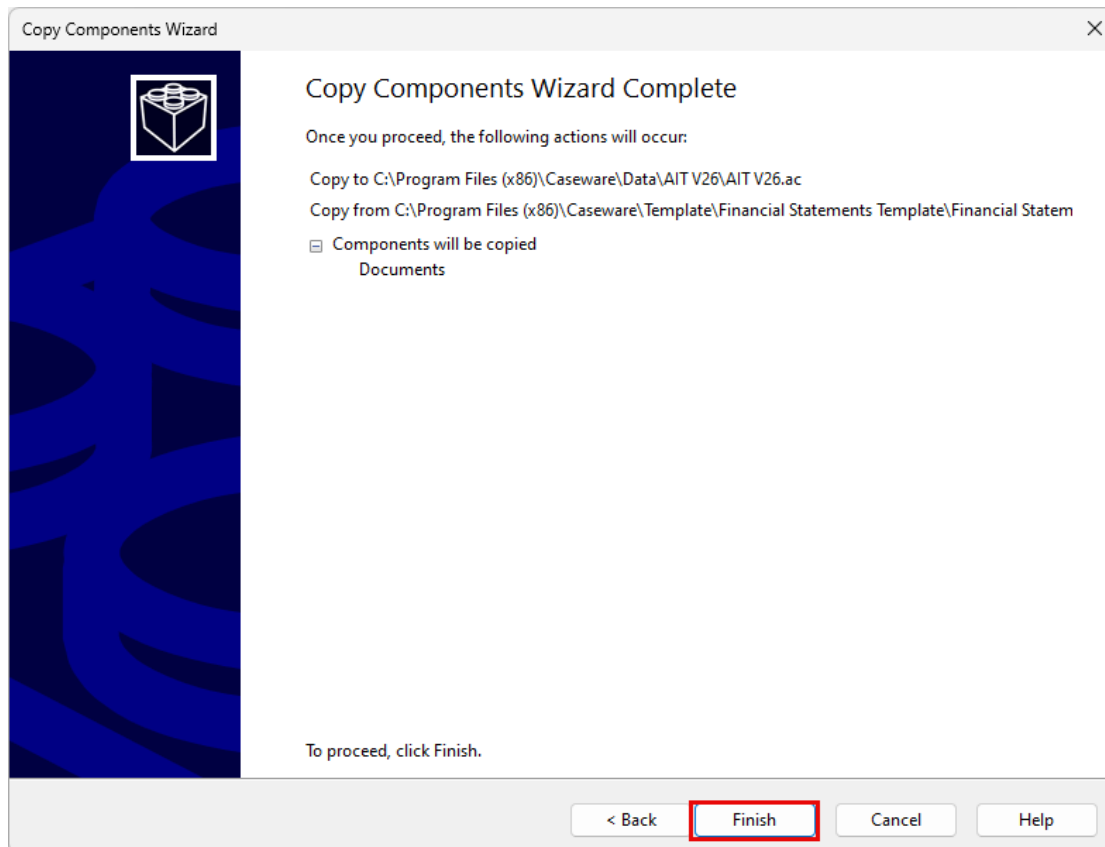 Copy Components Wizard
Copy Components Wizard Complete
Once you proceed, the following actions will occur:
Copy to C:\Program Files (x86)\Caseware\Data\AIT V26\AIT V26.ac
Copy from C:\Program Files (x86)\Caseware\Template\Financial Statements Template\Financial Statem
Components will be copied
Documents
To proceed, click Finish.
< Back Finish Cancel Help